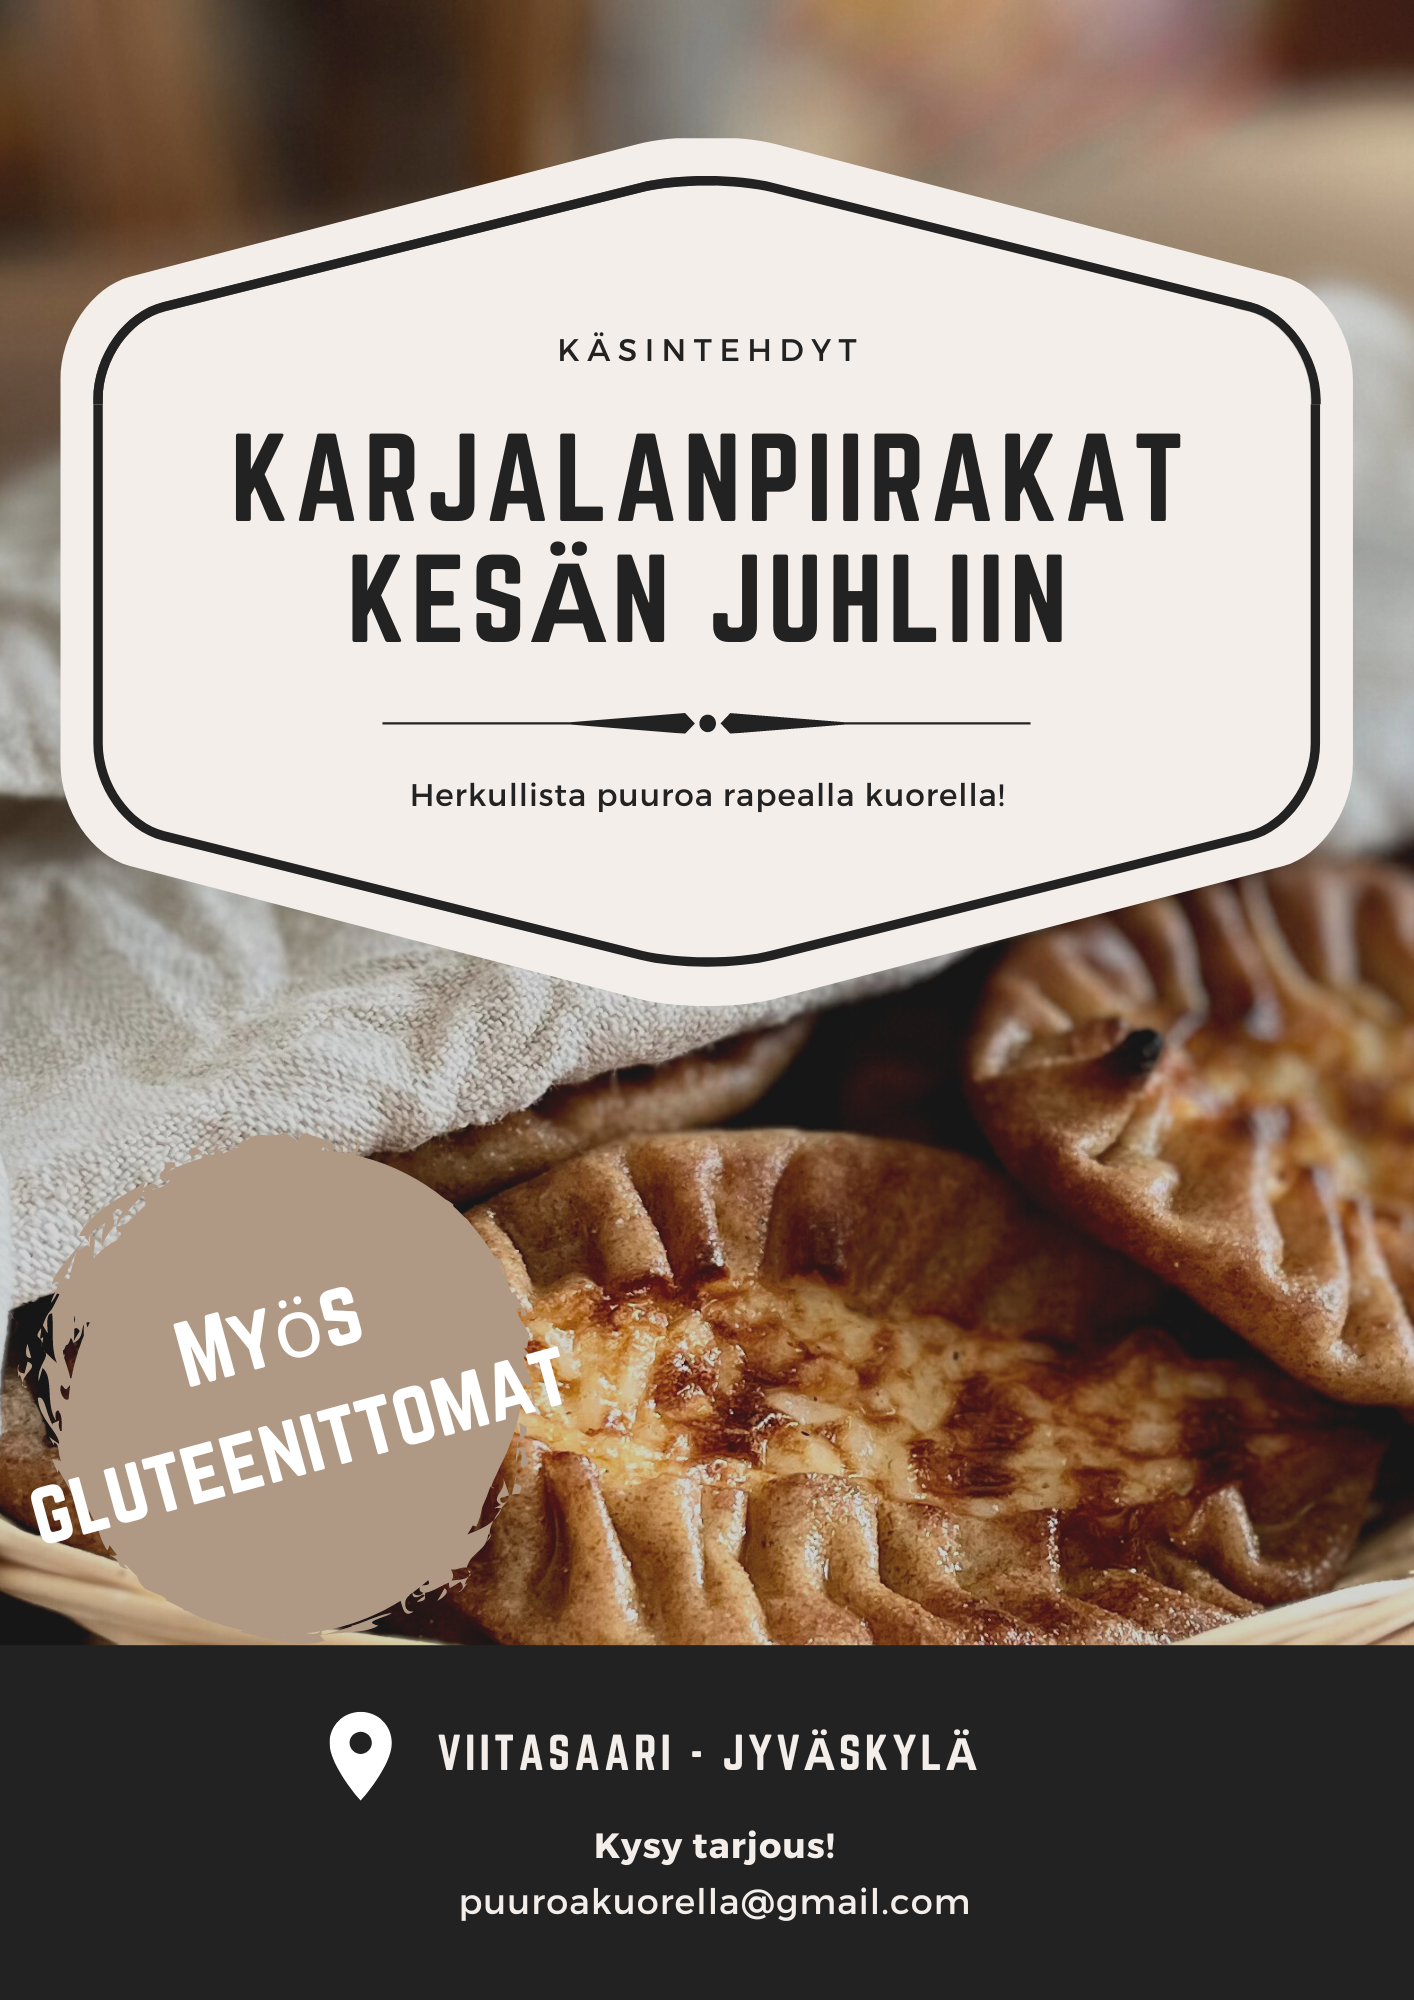 KÄSINTEHDYT
KARJALANPIIRAKAT
KESÄN JUHLIIN
Herkullista puuroa rapealla kuorella!
MYÖS
GLUTEENITTOMAT
VIITASAARI - JYVÄSKYLÄ
Kysy tarjous!
puuroakuorella@gmail.com